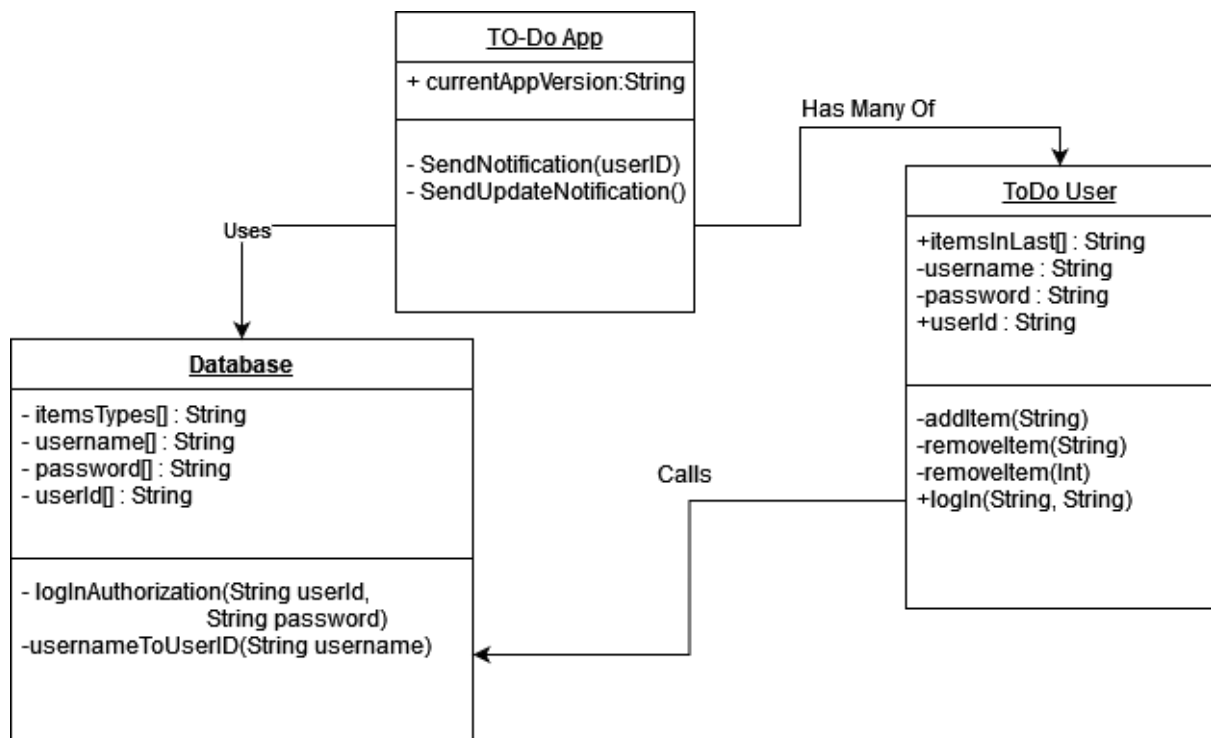 TO-Do App
+ currentAppVersion:String
- SendNotification(userID)
- SendUpdateNotification()
Has Many Of
ToDo User
+itemsInLast[] : String
-username : String
-password : String
+userId : String
-addItem(String)
-removeItem(String)
-removeItem(Int)
+logIn(String, String)
Uses
Database
- itemsTypes[] : String
- username[] : String
- password[] : String
- userId[] : String
- logInAuthorization(String userId,
String password)
-usernameToUserID(String username)
Calls